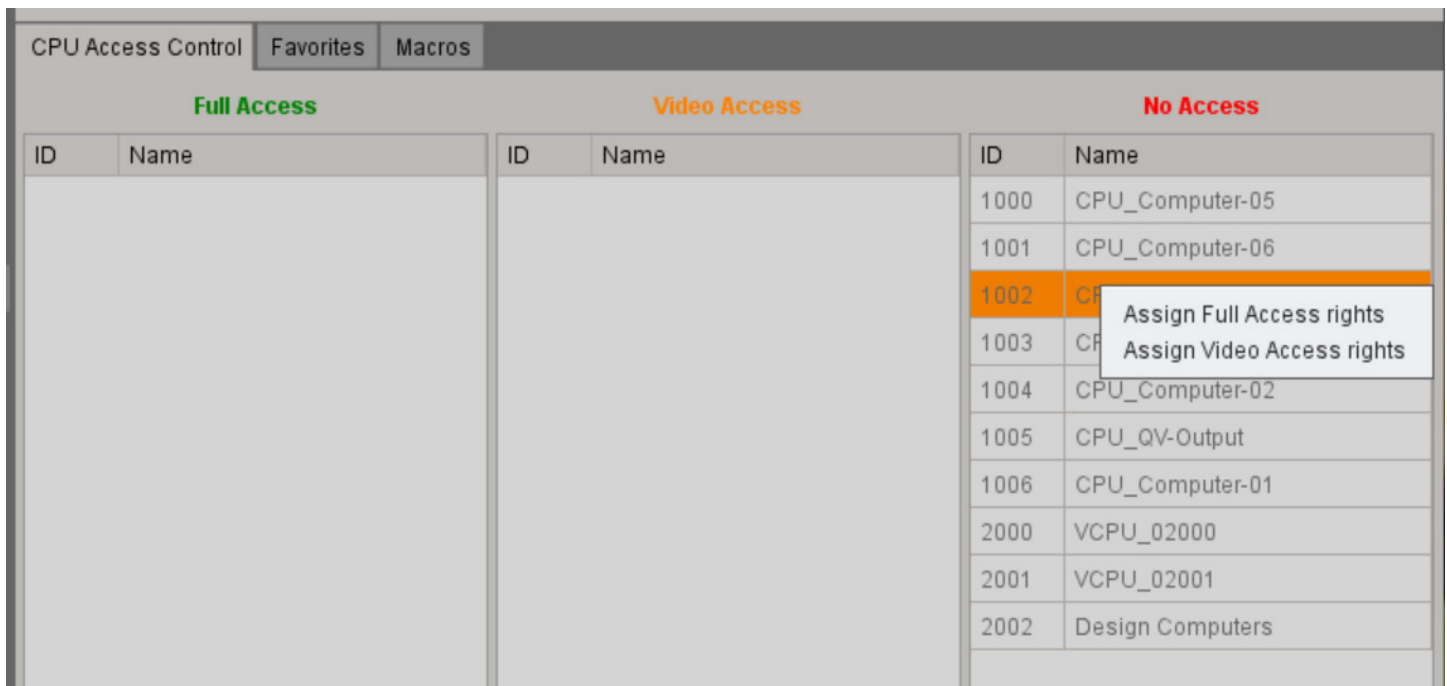 CPU Access Control Favorites Macros
Full Access Video Access No Access
ID Name ID Name ID Name
1000 CPU_Computer-05
1001 CPU_Computer-06
1002
Assign Full Access rights
1003
Assign Video Access rights
1004 CPU_Computer-02
1005 CPU_QV-Output
1006 CPU_Computer-01
2000 VCPU_02000
2001 VCPU_02001
2002 Design Computers